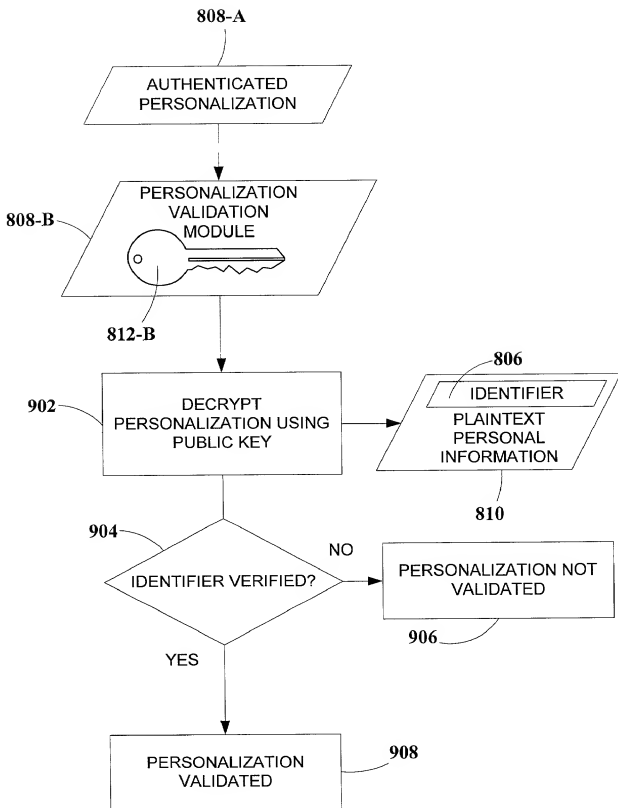 808-A
AUTHENTICATED
PERSONALIZATION
PERSONALIZATION
VALIDATION
MODULE
808-B
812-B
902
DECRYPT
PERSONALIZATION USING
PUBLIC KEY
806
IDENTIFIER
PLAINTEXT
PERSONAL
INFORMATION
810
904
IDENTIFIER VERIFIED?
NO
PERSONALIZATION NOT
VALIDATED
906
YES
PERSONALIZATION
VALIDATED
908